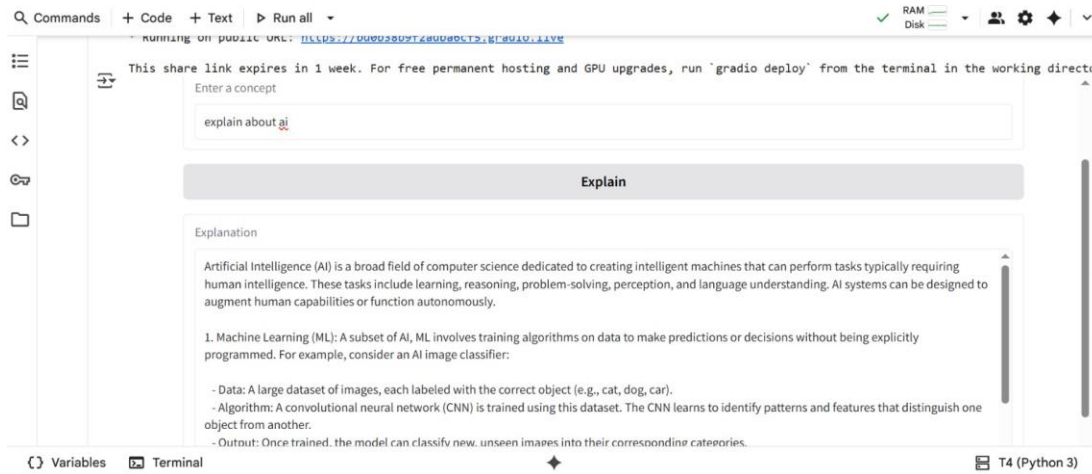 Commands + Code + Text Run all RAM Disk
Running on public URL:
This share link expires in 1 week. For free permanent hosting and GPU upgrades, run `gradio deploy` from the terminal in the working directo
Enter a concept
explain about ai
Explain
Explanation
Artificial Intelligence (AI) is a broad field of computer science dedicated to creating intelligent machines that can perform tasks typically requiring
human intelligence. These tasks include learning, reasoning, problem-solving, perception, and language understanding. AI systems can be designed to
augment human capabilities or function autonomously.
1. Machine Learning (ML): A subset of AI, ML involves training algorithms on data to make predictions or decisions without being explicitly
programmed. For example, consider an AI image classifier:
- Data: A large dataset of images, each labeled with the correct object (e.g., cat, dog, car).
- Algorithm: A convolutional neural network (CNN) is trained using this dataset. The CNN learns to identify patterns and features that distinguish one
object from another.
- Output: Once trained, the model can classify new, unseen images into their corresponding categories.
{} Variables Terminal T4 (Python 3)